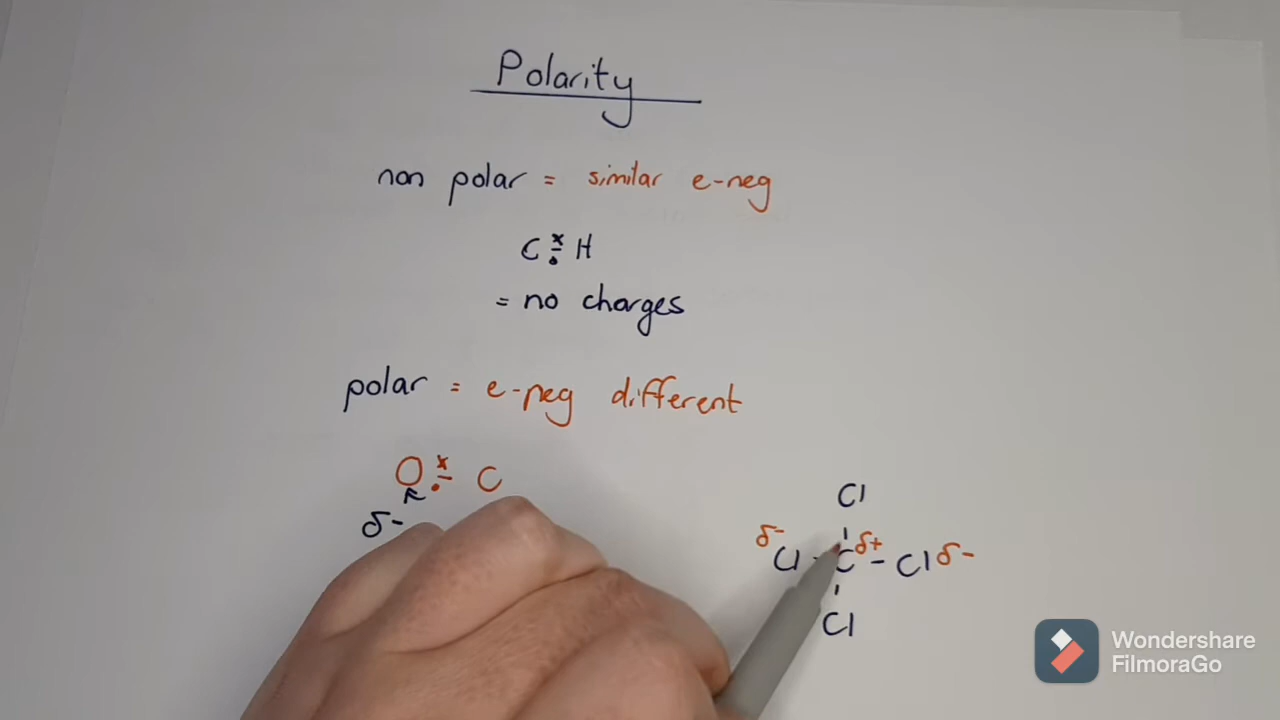 Polarity
non polar = similar e-neg
C ×̶• H
= no charges
polar = e-neg different
O ×̶• C
δ-
Cl
δ- Cl - C δ+ - Cl δ-
Cl
Wondershare
FilmoraGo